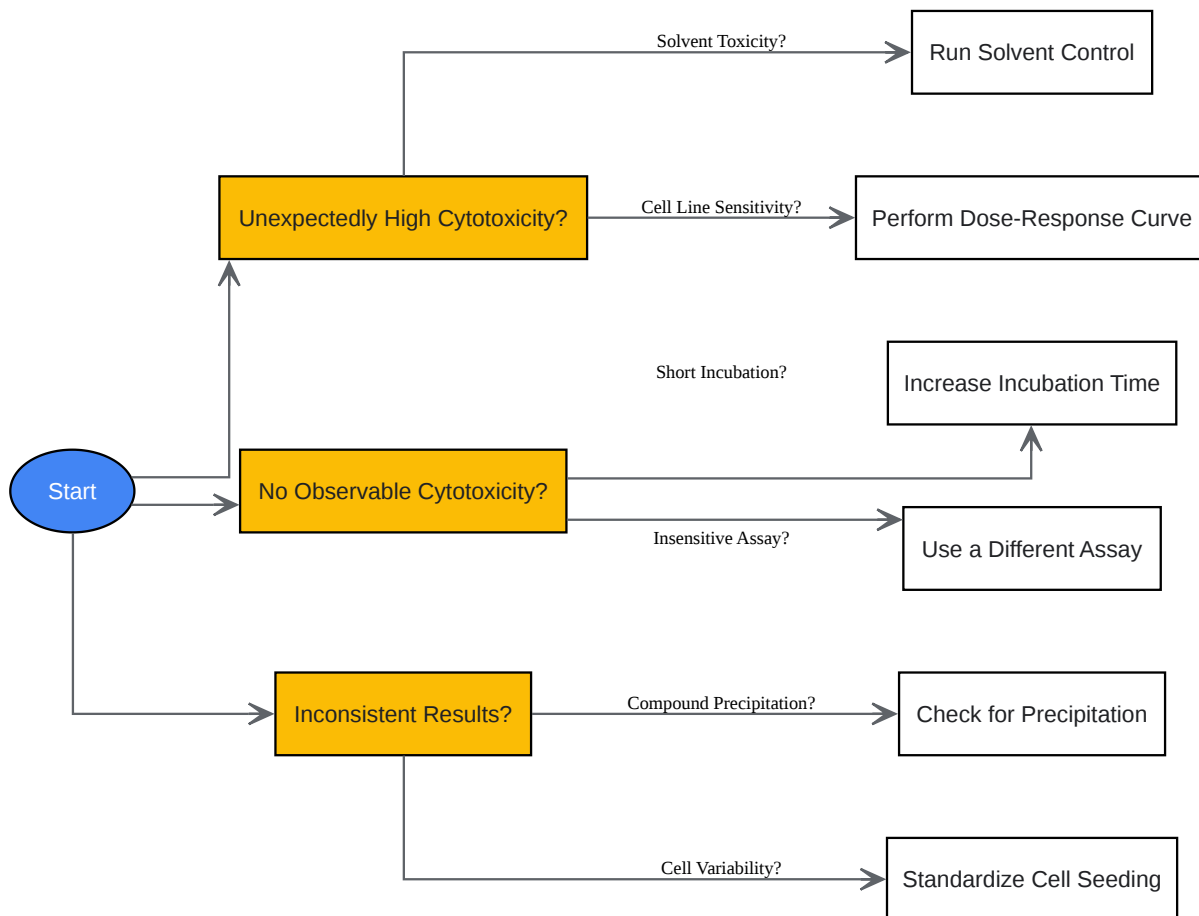 Solvent Toxicity?
Run Solvent Control
Unexpectedly High Cytotoxicity?
Cell Line Sensitivity?
Perform Dose-Response Curve
Short Incubation?
Increase Incubation Time
Start
No Observable Cytotoxicity?
Insensitive Assay?
Use a Different Assay
Inconsistent Results?
Compound Precipitation?
Check for Precipitation
Cell Variability?
Standardize Cell Seeding